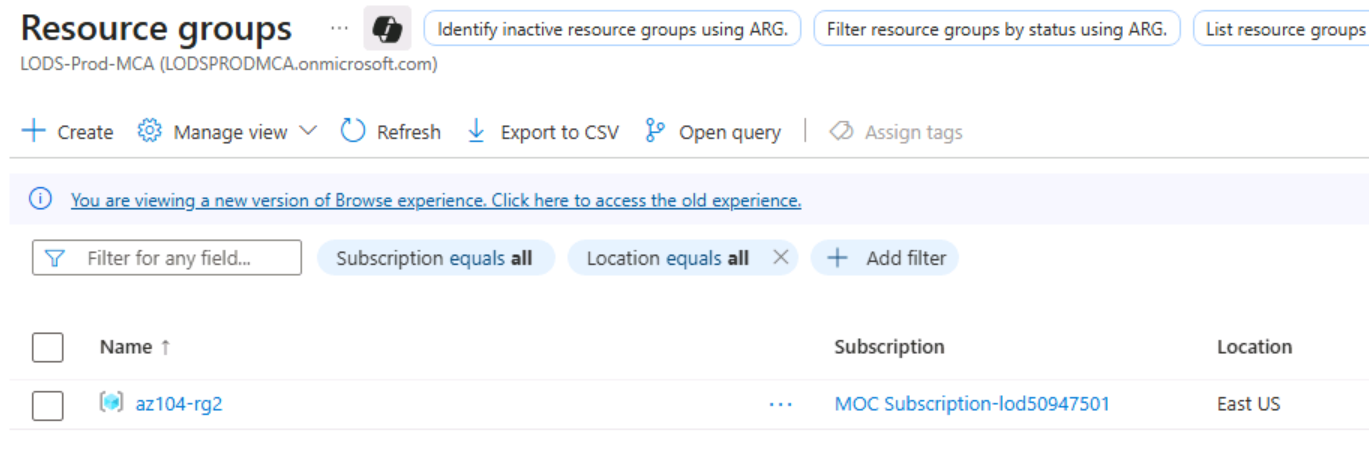 Resource groups ...
Identify inactive resource groups using ARG. Filter resource groups by status using ARG. List resource groups
LODS-Prod-MCA (LODSPRODMCA.onmicrosoft.com)
Create Manage view Refresh Export to CSV Open query Assign tags
You are viewing a new version of Browse experience. Click here to access the old experience.
Filter for any field... Subscription equals all Location equals all Add filter
Name ↑ Subscription Location
az104-rg2 ... MOC Subscription-lod50947501 East US